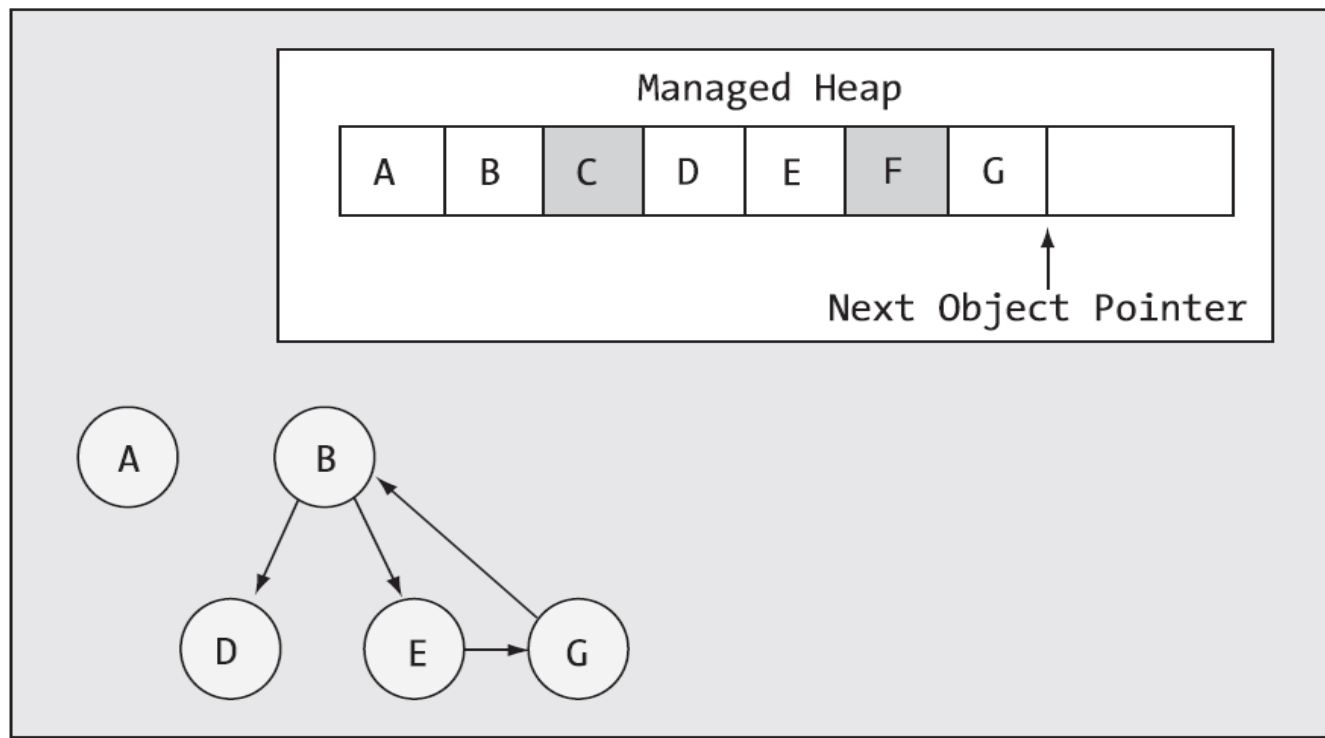 Managed Heap
A B C D E F G
Next Object Pointer
A B
D E G